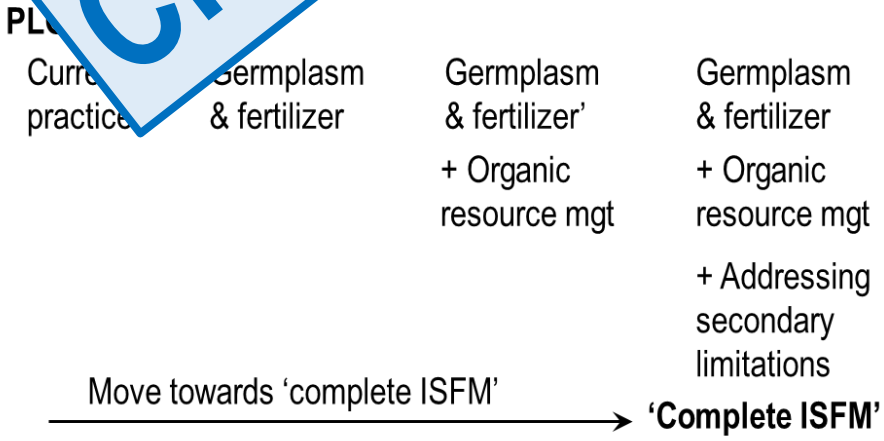 practice
Germplasm
& fertilizer
Germplasm
& fertilizer’
+ Organic
resource mgt
Germplasm
& fertilizer
+ Organic
resource mgt
+ Addressing
secondary
limitations
Move towards ‘complete ISFM’
‘Complete ISFM’